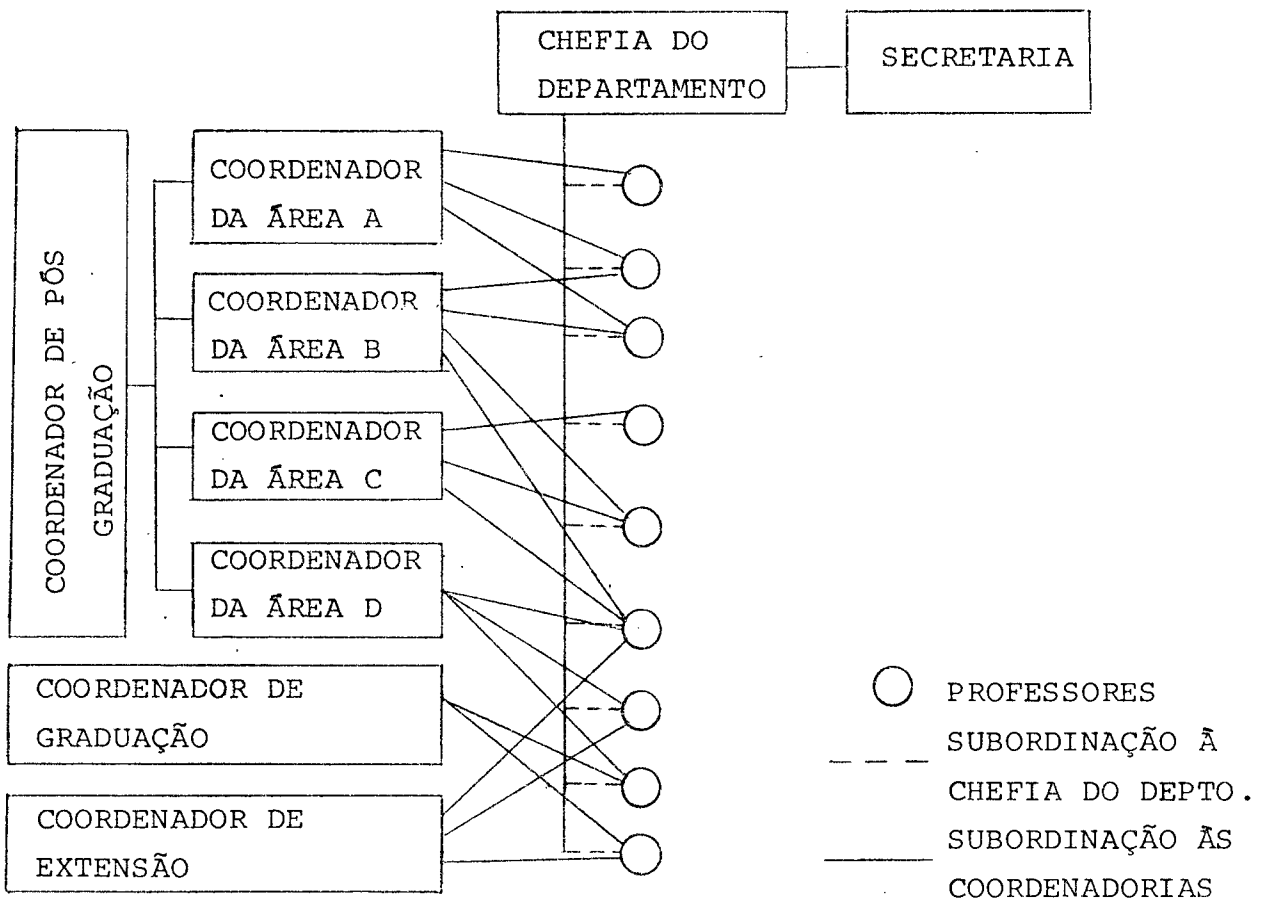 CHEFIA DO
DEPARTAMENTO
SECRETARIA
COORDENADOR DE PÓS
GRADUAÇÃO
COORDENADOR
DA ÁREA A
COORDENADOR
DA ÁREA B
COORDENADOR
DA ÁREA C
COORDENADOR
DA ÁREA D
COORDENADOR DE
GRADUAÇÃO
COORDENADOR DE
EXTENSÃO
PROFESSORES
SUBORDINAÇÃO À
CHEFIA DO DEPTO.
SUBORDINAÇÃO ÀS
COORDENADORIAS